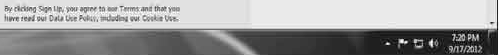 By clicking Sign Up, you agree to our Terms and that you
have read our Data Use Policy, including our Cookie Use.
7:20 PM
9/17/2012